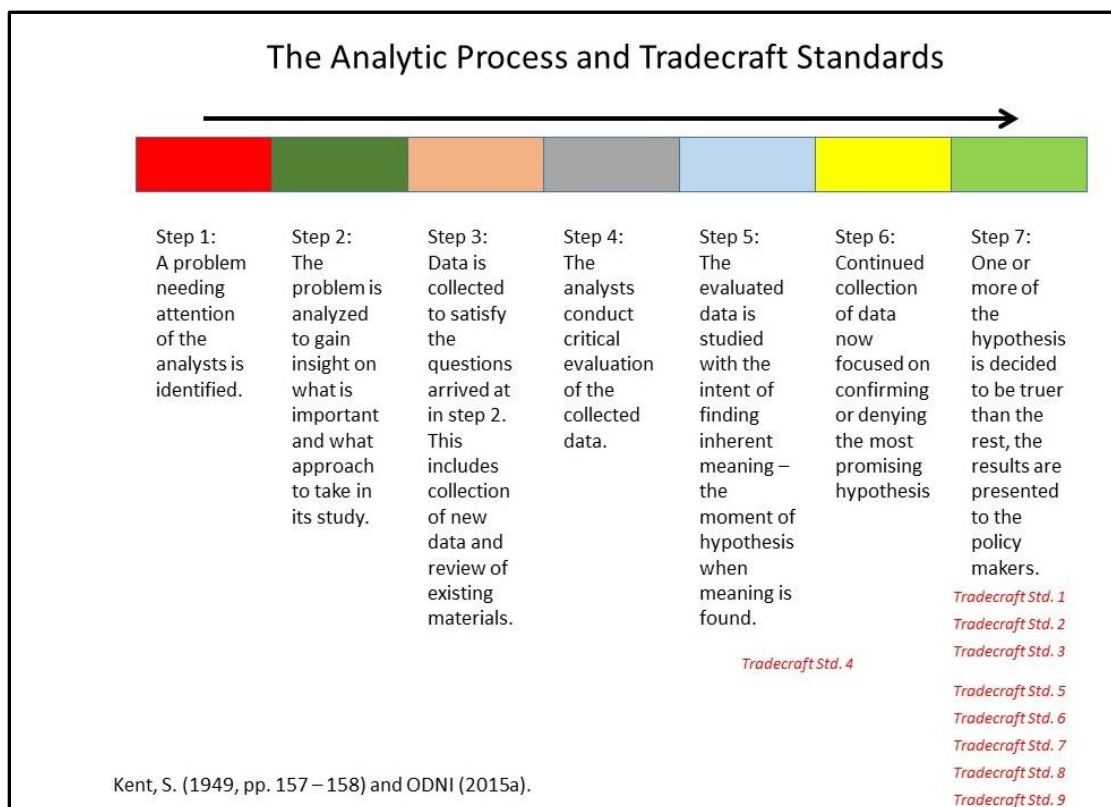 The Analytic Process and Tradecraft Standards
Step 1:
A problem
needing
attention
of the
analysts is
identified.
Step 2:
The
problem is
analyzed
to gain
insight on
what is
important
and what
approach
to take in
its study.
Step 3:
Data is
collected
to satisfy
the
questions
arrived at
in step 2.
This
includes
collection
of new
data and
review of
existing
materials.
Step 4:
The
analysts
conduct
critical
evaluation
of the
collected
data.
Step 5:
The
evaluated
data is
studied
with the
intent of
finding
inherent
meaning –
the
moment of
hypothesis
when
meaning is
found.
Tradecraft Std. 4
Step 6:
Continued
collection
of data
now
focused on
confirming
or denying
the most
promising
hypothesis
Step 7:
One or
more of
the
hypothesis
is decided
to be truer
than the
rest, the
results are
presented
to the
policy
makers.
Tradecraft Std. 1
Tradecraft Std. 2
Tradecraft Std. 3
Tradecraft Std. 5
Tradecraft Std. 6
Tradecraft Std. 7
Tradecraft Std. 8
Tradecraft Std. 9
Kent, S. (1949, pp. 157 – 158) and ODNI (2015a).